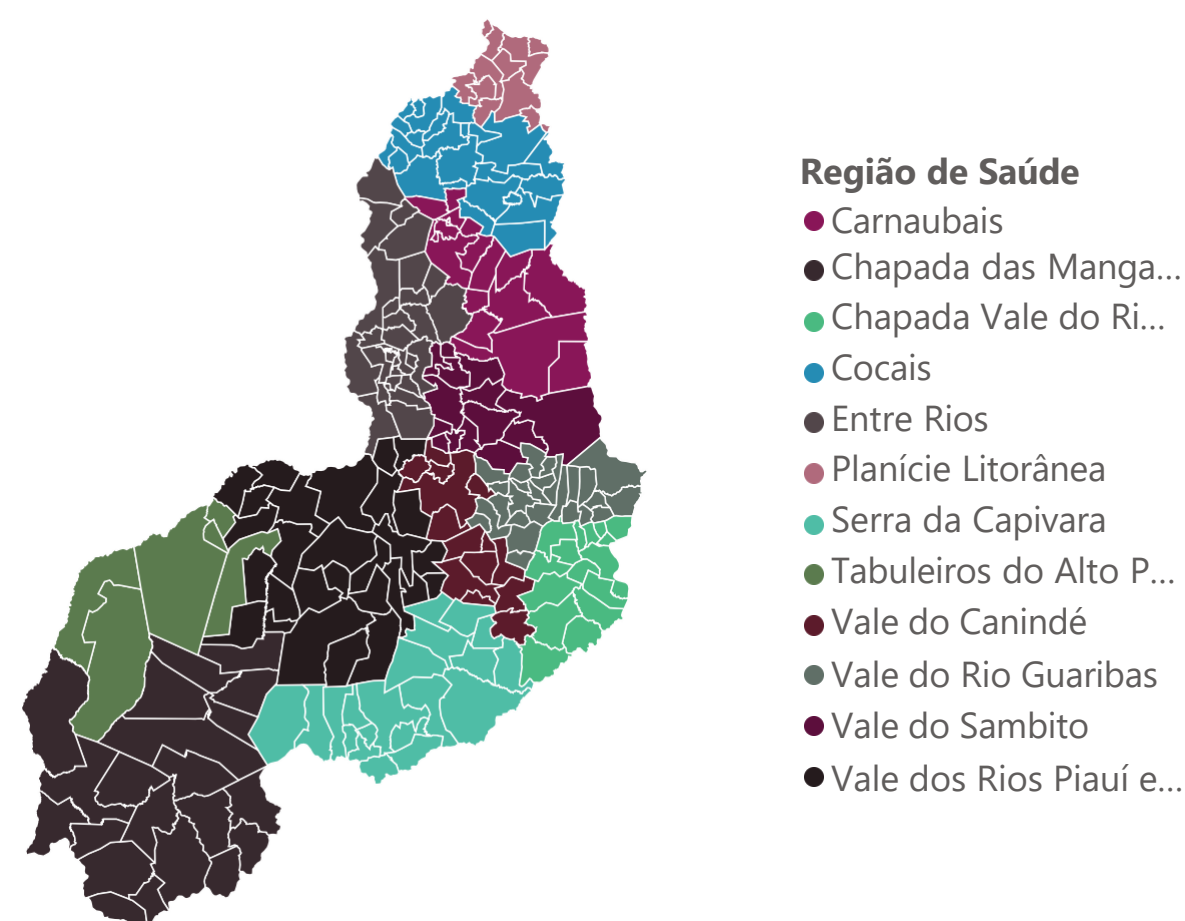 Região de Saúde
Carnaubais
Chapada das Manga...
Chapada Vale do Ri...
Cocais
Entre Rios
Planície Litorânea
Serra da Capivara
Tabuleiros do Alto P...
Vale do Canindé
Vale do Rio Guaribas
Vale do Sambito
Vale dos Rios Piauí e...